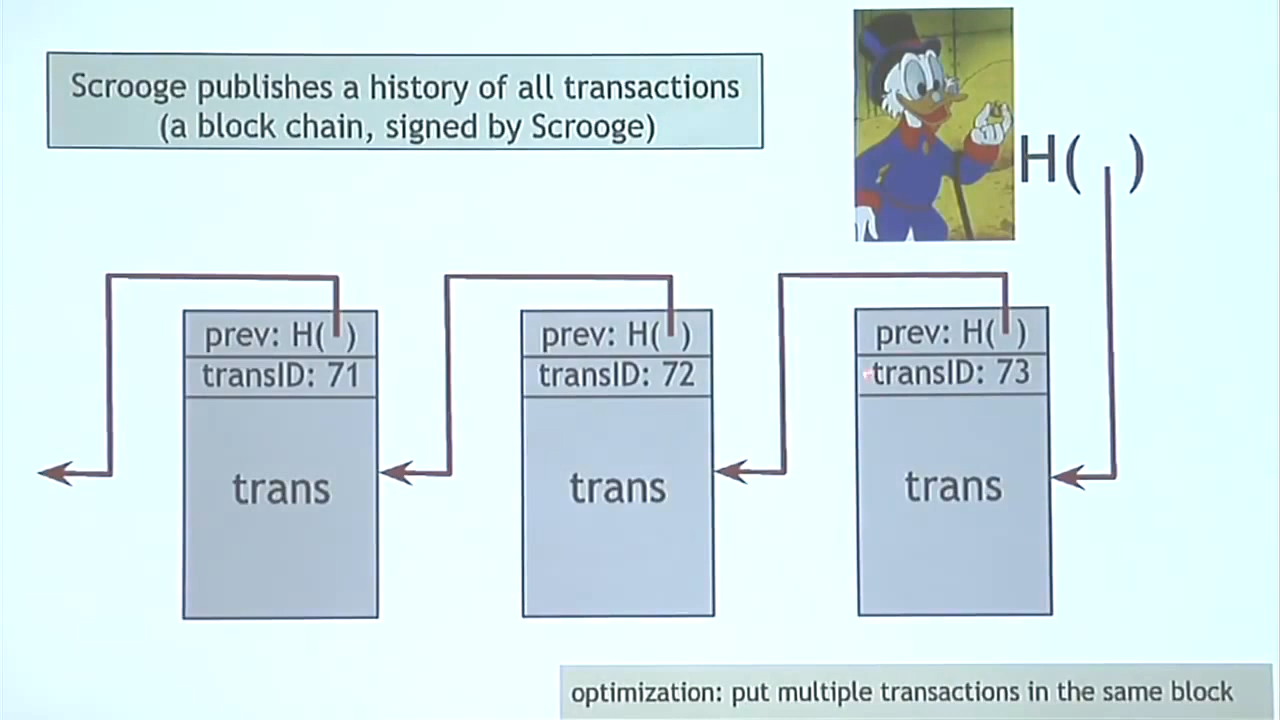 Scrooge publishes a history of all transactions
(a block chain, signed by Scrooge)
H( )
prev: H( )
transID: 71
trans
prev: H( )
transID: 72
trans
prev: H( )
transID: 73
trans
optimization: put multiple transactions in the same block